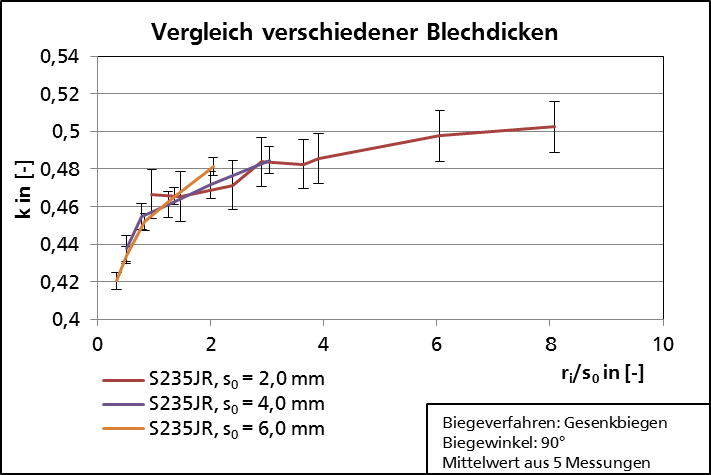 Vergleich verschiedener Blechdicken
0,54
0,52
0,5
0,48
0,46
0,44
0,42
0,4
k in [-]
0 2 4 6 8 10
rᵢ/s₀ in [-]
S235JR, s₀ = 2,0 mm
S235JR, s₀ = 4,0 mm
S235JR, s₀ = 6,0 mm
Biegeverfahren: Gesenkbiegen
Biegewinkel: 90°
Mittelwert aus 5 Messungen